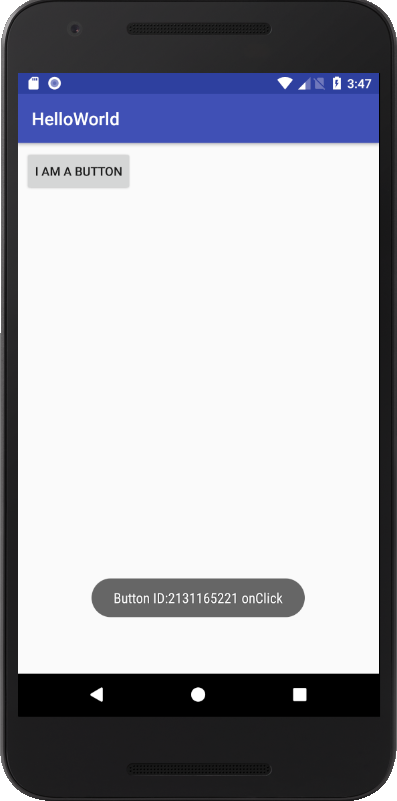 3:47
HelloWorld
I AM A BUTTON
Button ID:2131165221 onClick